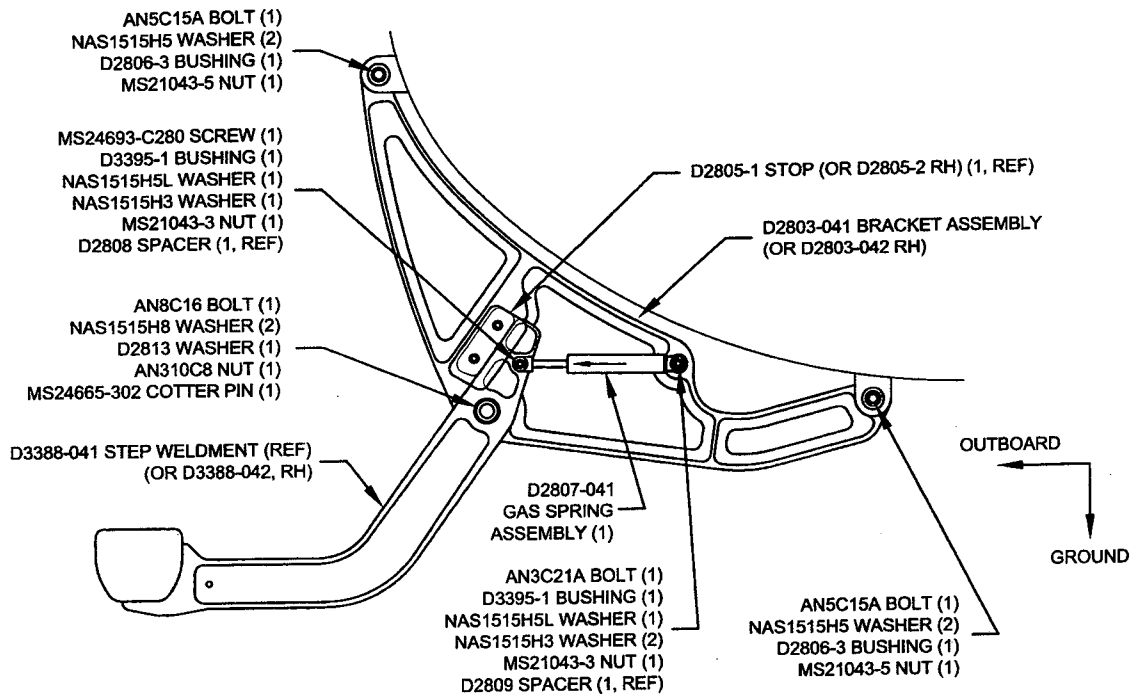 AN5C15A BOLT (1)
NAS1515H5 WASHER (2)
D2806-3 BUSHING (1)
MS21043-5 NUT (1)
MS24693-C280 SCREW (1)
D3395-1 BUSHING (1)
NAS1515H5L WASHER (1)
NAS1515H3 WASHER (1)
MS21043-3 NUT (1)
D2808 SPACER (1, REF)
D2805-1 STOP (OR D2805-2 RH) (1, REF)
D2803-041 BRACKET ASSEMBLY
(OR D2803-042 RH)
AN8C16 BOLT (1)
NAS1515H8 WASHER (2)
D2813 WASHER (1)
AN310C8 NUT (1)
MS24665-302 COTTER PIN (1)
D3388-041 STEP WELDMENT (REF)
(OR D3388-042, RH)
D2807-041
GAS SPRING
ASSEMBLY (1)
OUTBOARD
GROUND
AN3C21A BOLT (1)
D3395-1 BUSHING (1)
NAS1515H5L WASHER (1)
NAS1515H3 WASHER (2)
MS21043-3 NUT (1)
D2809 SPACER (1, REF)
AN5C15A BOLT (1)
NAS1515H5 WASHER (2)
D2806-3 BUSHING (1)
MS21043-5 NUT (1)